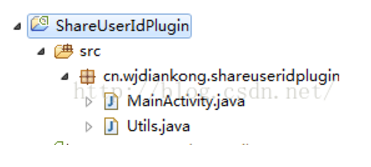 ShareUserIdPlugin
src
cn.wjdiankong.shareuseridplugin
http://blog.csdn.net/
MainActivity.java
Utils.java